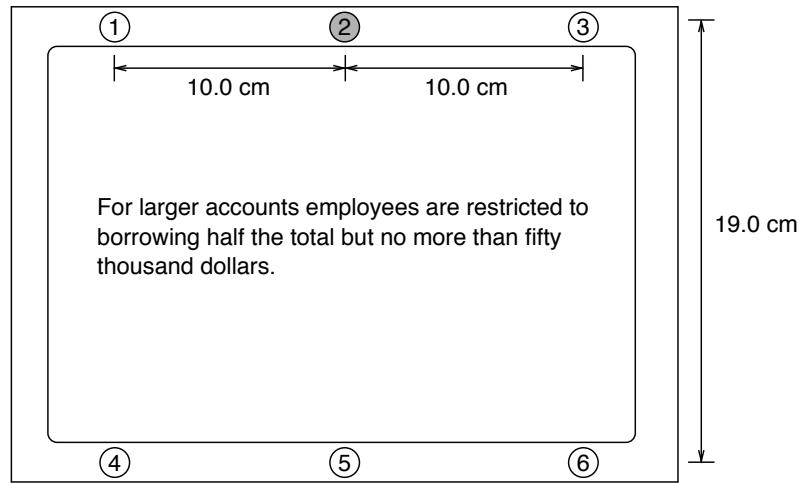 1 2 3
10.0 cm 10.0 cm
For larger accounts employees are restricted to
borrowing half the total but no more than fifty
thousand dollars.
19.0 cm
4 5 6